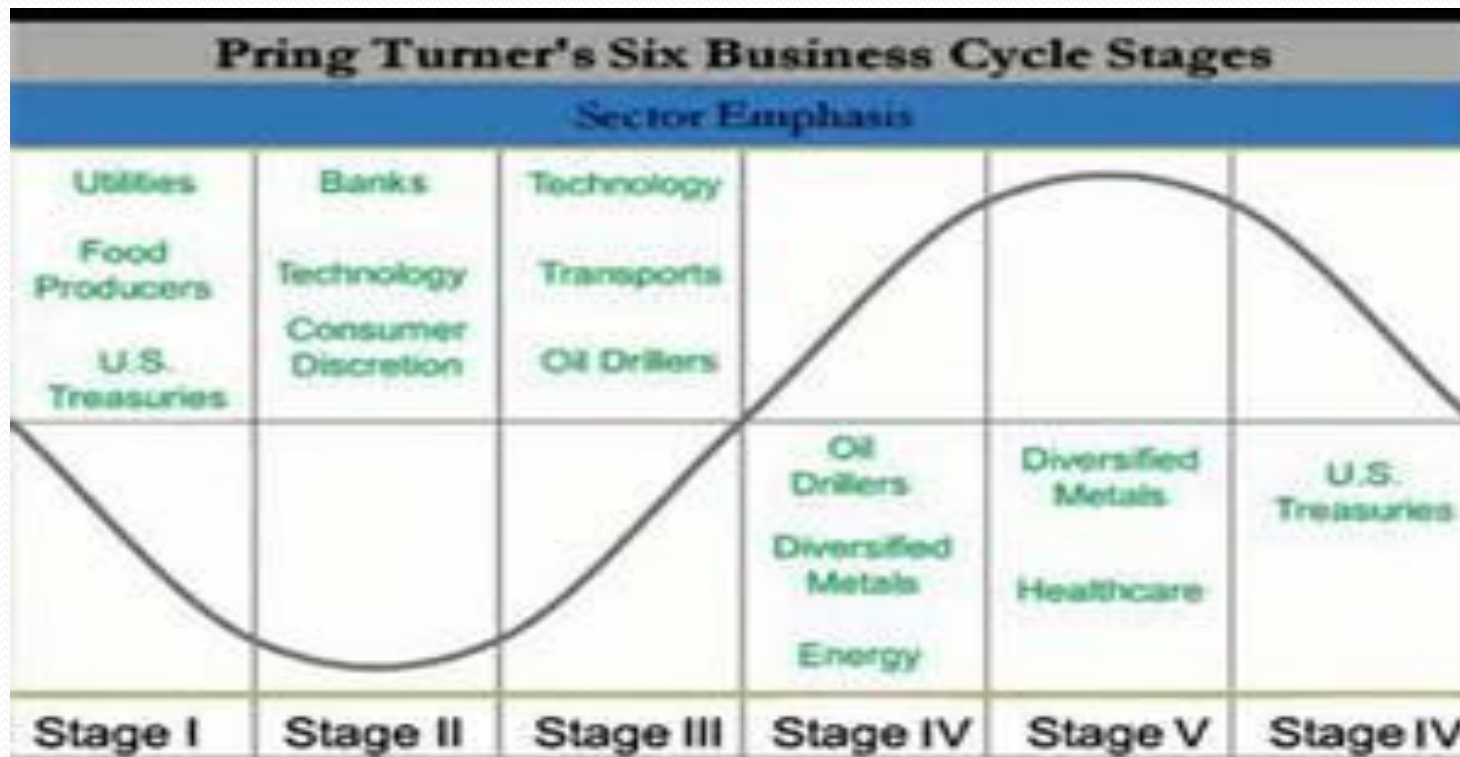 Pring Turner's Six Business Cycle Stages
Sector Emphasis
Utilities
Food
Producers
U.S.
Treasuries
Banks
Technology
Consumer
Discretion
Technology
Transports
Oil Drillers
Oil
Drillers
Diversified
Metals
Energy
Diversified
Metals
Healthcare
U.S.
Treasuries
Stage I
Stage II
Stage III
Stage IV
Stage V
Stage IV